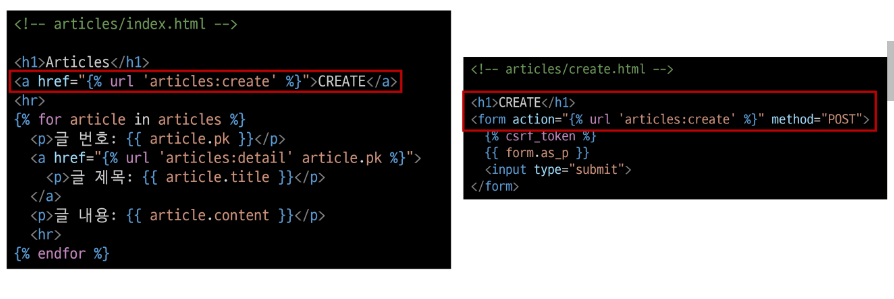 <!-- articles/index.html -->
<h1>Articles</h1>
<a href="{% url 'articles:create' %}">CREATE</a>
<hr>
{% for article in articles %}
<p>글 번호: {{ article.pk }}</p>
<a href="{% url 'articles:detail' article.pk %}">
<p>글 제목: {{ article.title }}</p>
</a>
<p>글 내용: {{ article.content }}</p>
<hr>
{% endfor %}
<!-- articles/create.html -->
<h1>CREATE</h1>
<form action="{% url 'articles:create' %}" method="POST">
{% csrf_token %}
{{ form.as_p }}
<input type="submit">
</form>